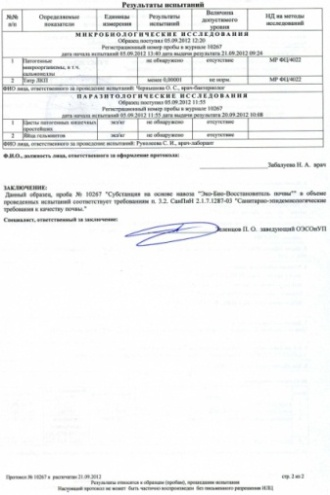 Результаты испытаний
№№ п/п Определяемые показатели Единицы измерения Результаты испытаний Величина допустимого уровня НД на методы исследований
МИКРОБИОЛОГИЧЕСКИЕ ИССЛЕДОВАНИЯ
Образец поступил 05.09.2012 12:20
Регистрационный номер пробы в журнале 10267
дата начала испытаний 05.09.2012 13:40 дата выдачи результата 21.09.2012 09:24
1 Патогенные микроорганизмы, в т.ч. сальмонеллы не обнаружено отсутствие МР ФЦ/4022
2 Титр ЛКП менее 0,00001 не норм. МР ФЦ/4022
ФИО лица, ответственного за проведение испытаний: О. С., врач-бактериолог
ПАРАЗИТОЛОГИЧЕСКИЕ ИССЛЕДОВАНИЯ
Образец поступил 05.09.2012 11:53
Регистрационный номер пробы в журнале 10267
дата начала испытаний 05.09.2012 11:55 дата выдачи результата 20.09.2012 10:08
1 Цисты патогенных кишечных простейших экз/кг не обнаружено отсутствие
2 Яйца гельминтов экз/кг не обнаружено отсутствие
ФИО лица, ответственного за проведение испытаний: С. И., врач-лаборант
Ф.И.О., должность лица, ответственного за оформление протокола:
Забалуева Н. А. врач
ЗАКЛЮЧЕНИЕ:
Данный образец, проба № 10267 "Субстанция на основе навоза "Эко-Био-Восстановитель почвы"" в объеме
проведенных испытаний соответствует требованиям п. 3.2. СанПиН 2.1.7.1287-03 "Санитарно-эпидемиологические
требования к качеству почвы."
Специалист, ответственный за заключение:
П. О. заведующий ОЭСОиУП
Протокол № 10267 к распечатан 21.09.2012
стр. 2 из 2
Результаты относятся к образцам (пробам), прошедшим испытания
Настоящий протокол не может быть частично воспроизведен без письменного разрешения ИЛЦ